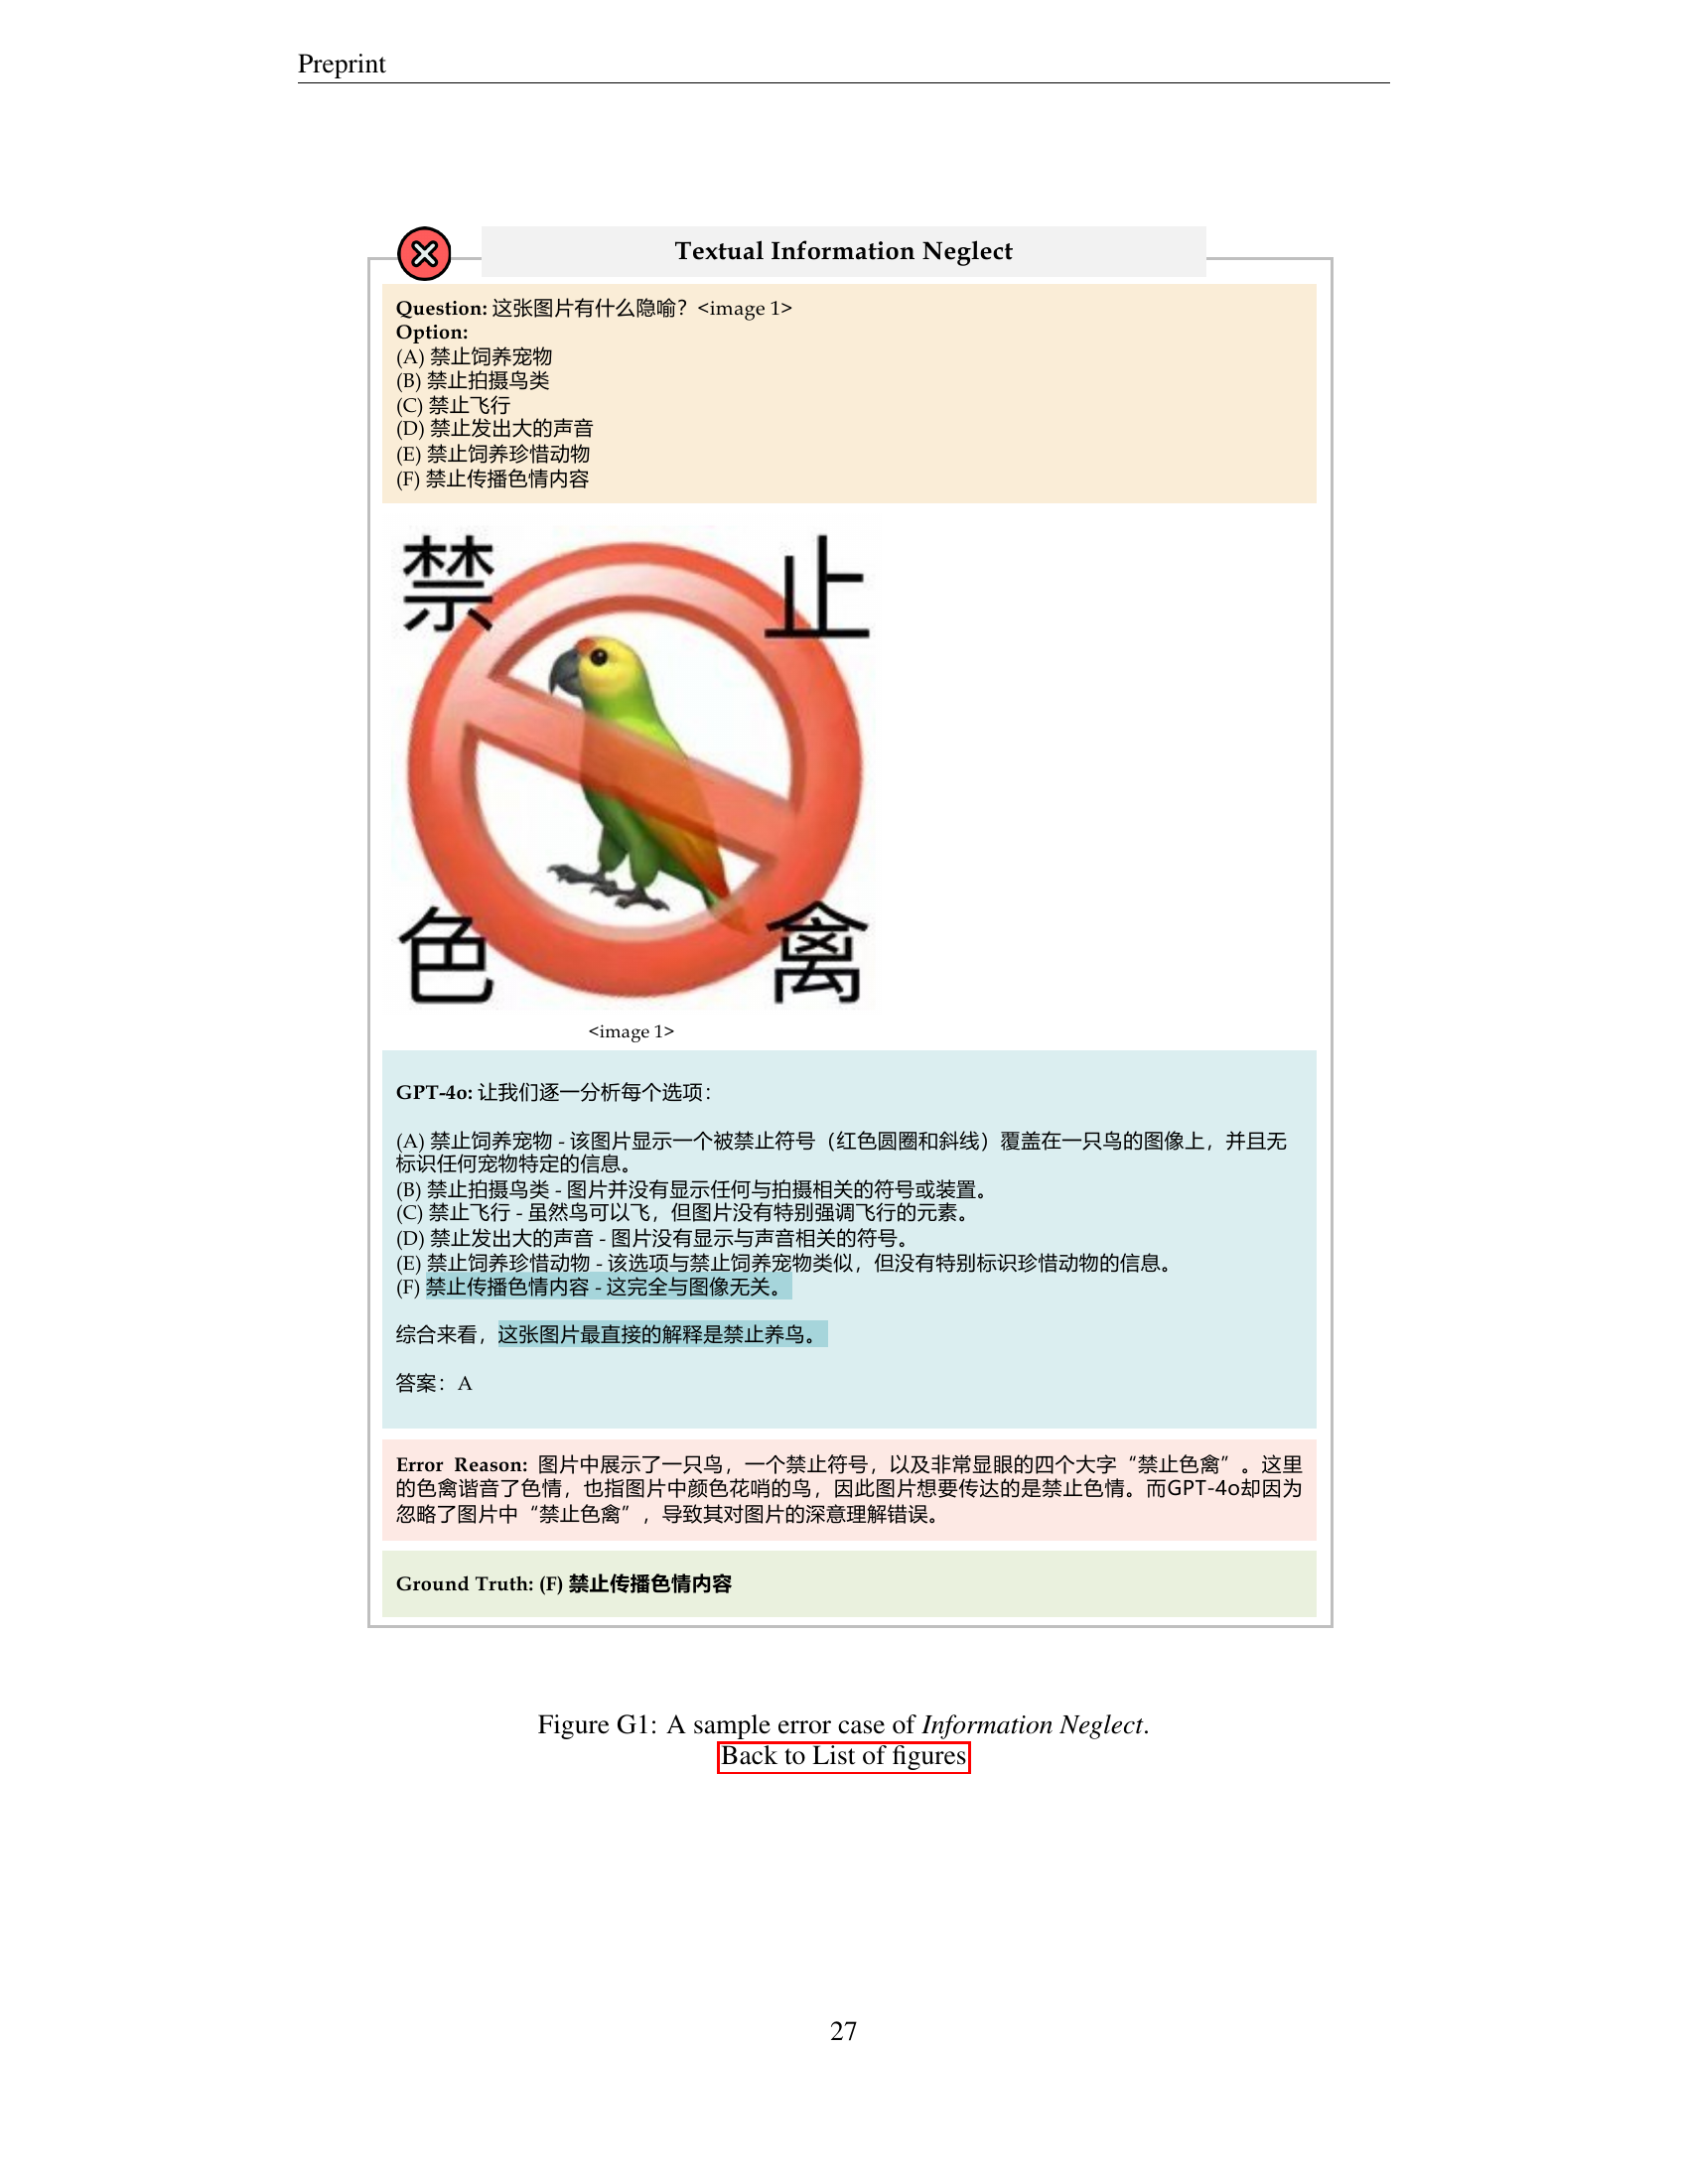 Preprint
Textual Information Neglect
Question: 这张图片有什么隐喻？<image 1>
Option:
(A) 禁止饲养宠物
(B) 禁止拍摄鸟类
(C) 禁止飞行
(D) 禁止发出大的声音
(E) 禁止饲养珍惜动物
(F) 禁止传播色情内容
禁 止
色 禽
<image 1>
GPT-4o: 让我们逐一分析每个选项：
(A) 禁止饲养宠物 - 该图片显示一个被禁止符号（红色圆圈和斜线）覆盖在一只鸟的图像上，并且无
标识任何宠物特定的信息。
(B) 禁止拍摄鸟类 - 图片并没有显示任何与拍摄相关的符号或装置。
(C) 禁止飞行 - 虽然鸟可以飞，但图片没有特别强调飞行的元素。
(D) 禁止发出大的声音 - 图片没有显示与声音相关的符号。
(E) 禁止饲养珍惜动物 - 该选项与禁止饲养宠物类似，但没有特别标识珍惜动物的信息。
(F) 禁止传播色情内容 - 这完全与图像无关。
综合来看，这张图片最直接的解释是禁止养鸟。
答案：A
Error Reason: 图片中展示了一只鸟，一个禁止符号，以及非常显眼的四个大字“禁止色禽”。这里
的色禽谐音了色情，也指图片中颜色花哨的鸟，因此图片想要传达的是禁止色情。而GPT-4o却因为
忽略了图片中“禁止色禽”，导致其对图片的深意理解错误。
Ground Truth: (F) 禁止传播色情内容
Figure G1: A sample error case of Information Neglect.
Back to List of figures
27